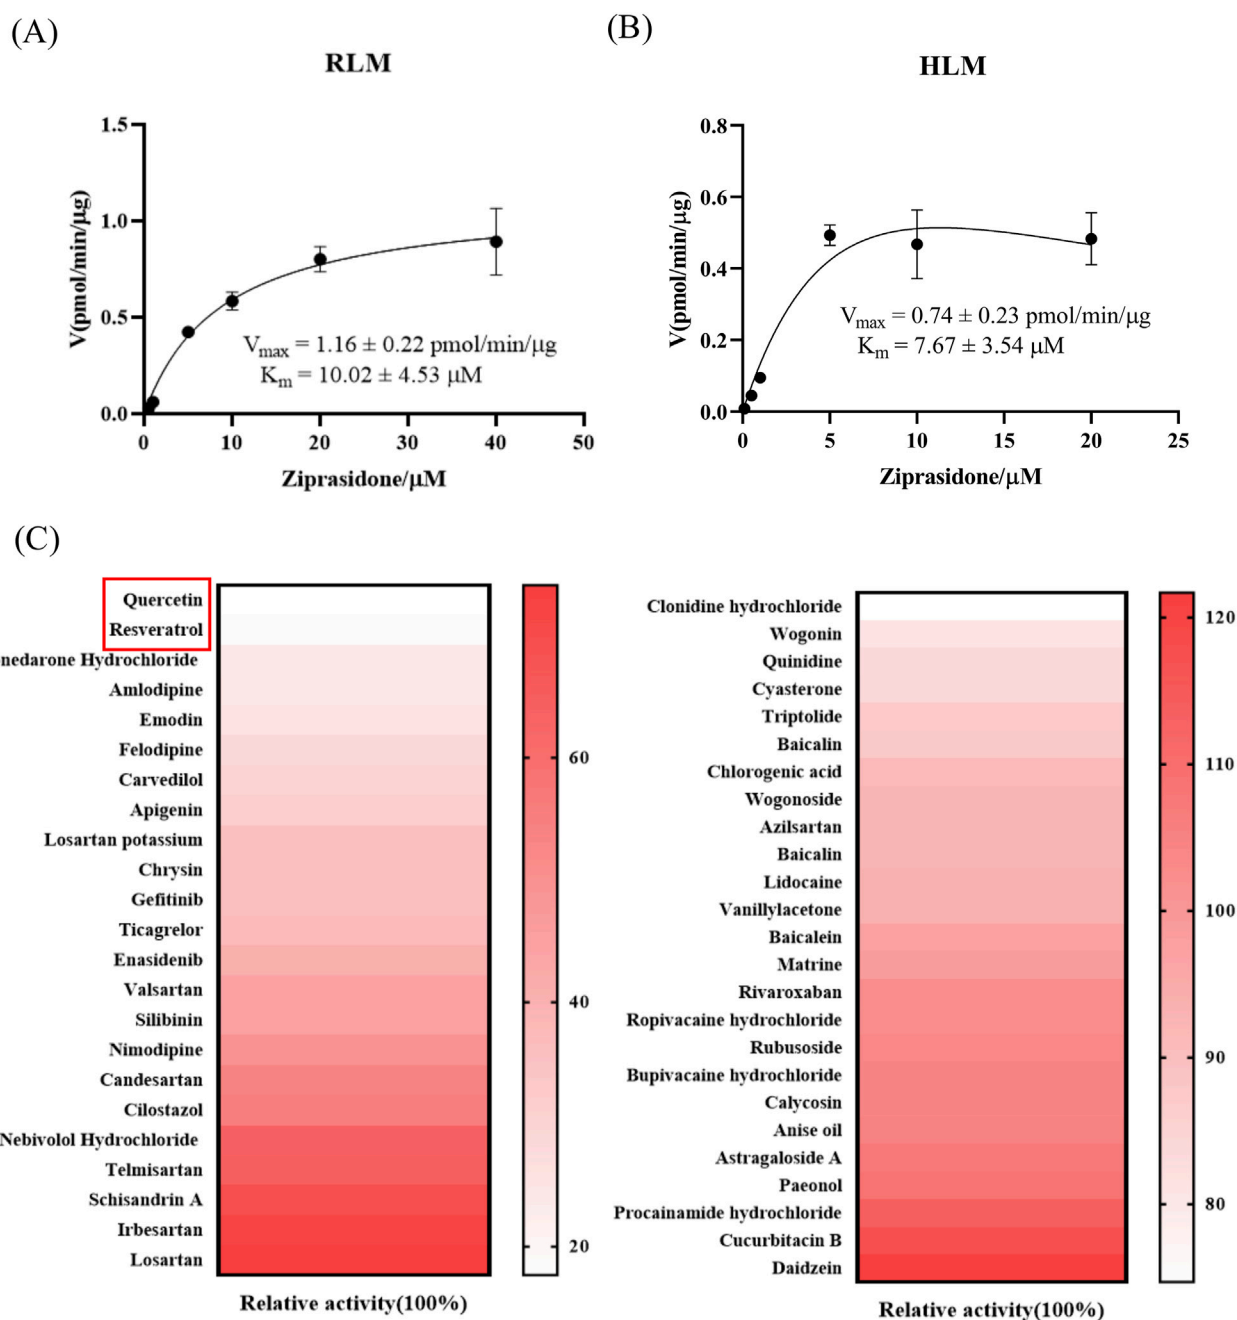 (A)
RLM
V(pmol/min/μg)
1.5
1.0
0.5
0.0
V_max = 1.16 ± 0.22 pmol/min/μg
K_m = 10.02 ± 4.53 μM
0 10 20 30 40 50
Ziprasidone/μM
(B)
HLM
V(pmol/min/μg)
0.8
0.6
0.4
0.2
0.0
V_max = 0.74 ± 0.23 pmol/min/μg
K_m = 7.67 ± 3.54 μM
0 5 10 15 20 25
Ziprasidone/μM
(C)
Quercetin
Resveratrol
nedarone Hydrochloride
Amlodipine
Emodin
Felodipine
Carvedilol
Apigenin
Losartan potassium
Chrysin
Gefitinib
Ticagrelor
Enasidenib
Valsartan
Silibinin
Nimodipine
Candesartan
Cilostazol
Nebivolol Hydrochloride
Telmisartan
Schisandrin A
Irbesartan
Losartan
60
40
20
Relative activity(100%)
Clonidine hydrochloride
Wogonin
Quinidine
Cyasterone
Triptolide
Baicalin
Chlorogenic acid
Wogonoside
Azilsartan
Baicalin
Lidocaine
Vanillylacetone
Baicalein
Matrine
Rivaroxaban
Ropivacaine hydrochloride
Rubusoside
Bupivacaine hydrochloride
Calycosin
Anise oil
Astragaloside A
Paeonol
Procainamide hydrochloride
Cucurbitacin B
Daidzein
120
110
100
90
80
Relative activity(100%)